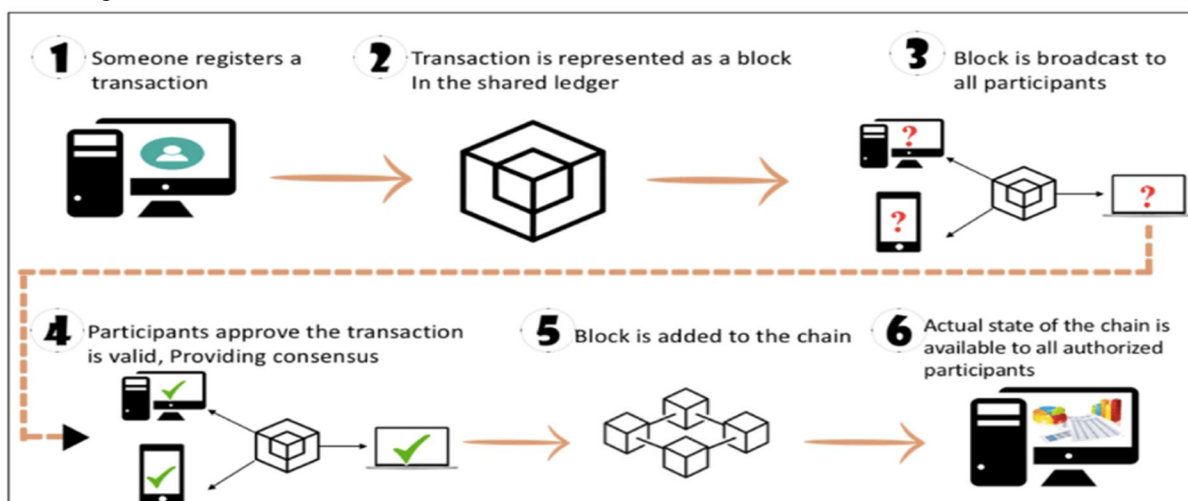 1 Someone registers a
transaction
2 Transaction is represented as a block
In the shared ledger
3 Block is broadcast to
all participants
?
?
?
4 Participants approve the transaction
is valid, Providing consensus
5 Block is added to the chain
6 Actual state of the chain is
available to all authorized
participants